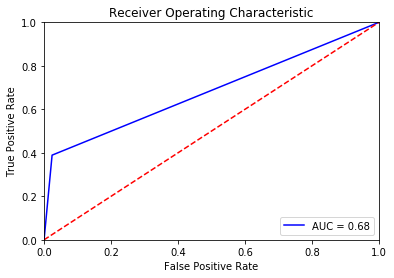 Receiver Operating Characteristic
1.0
0.8
0.6
0.4
0.2
0.0
True Positive Rate
AUC = 0.68
0.0 0.2 0.4 0.6 0.8 1.0
False Positive Rate